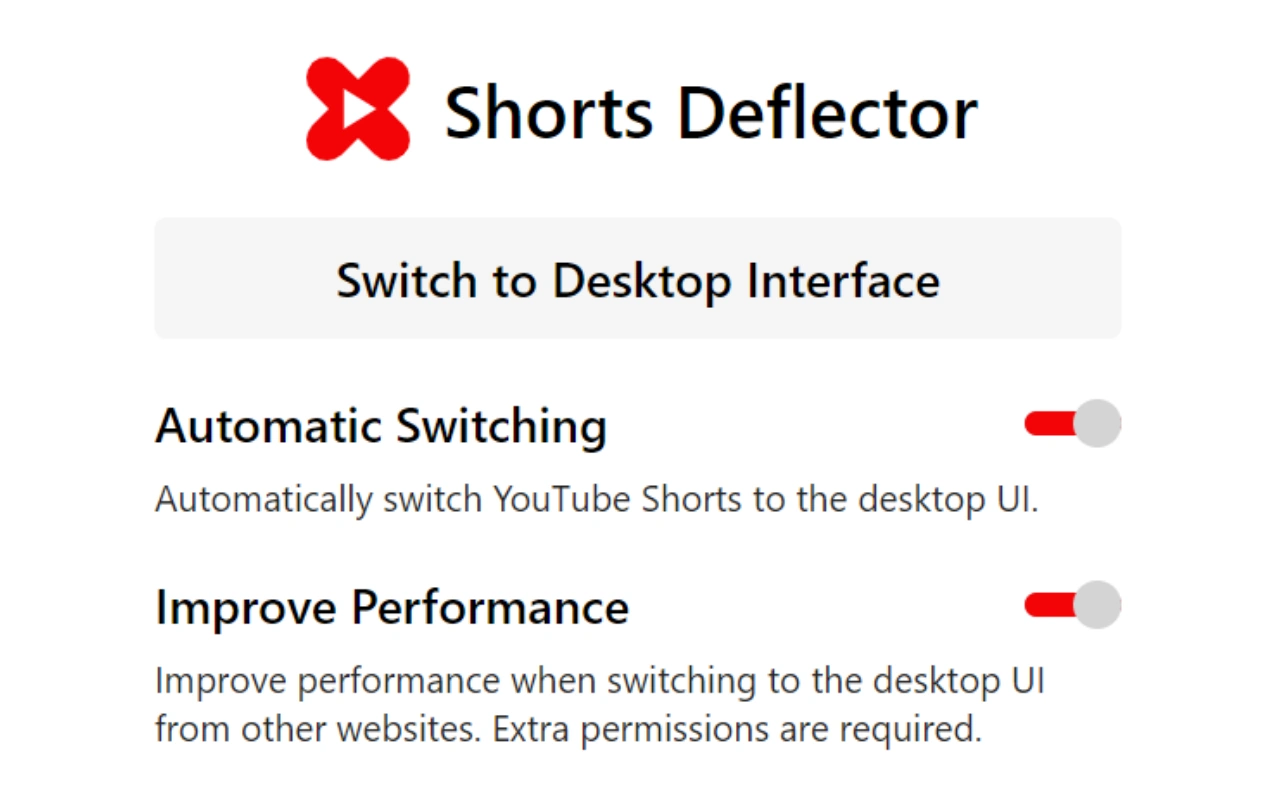 Shorts Deflector
Switch to Desktop Interface
Automatic Switching
Automatically switch YouTube Shorts to the desktop UI.
Improve Performance
Improve performance when switching to the desktop UI
from other websites. Extra permissions are required.